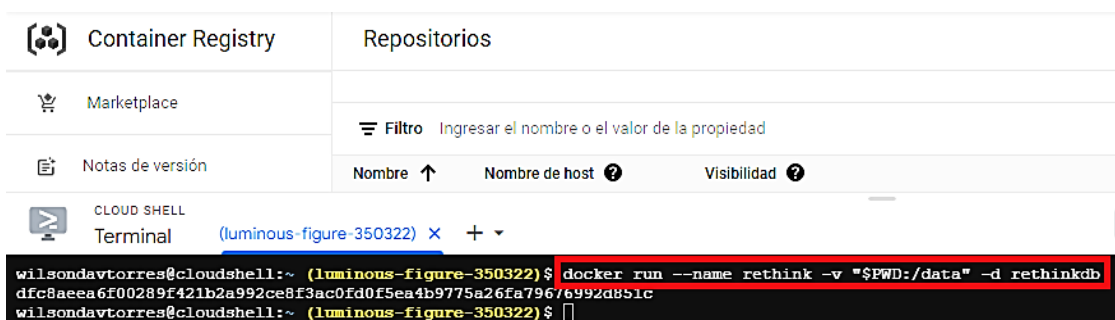 Container Registry
Repositorios
Marketplace
Filtro Ingresar el nombre o el valor de la propiedad
Notas de versión
Nombre Nombre de host Visibilidad
CLOUD SHELL
Terminal (luminous-figure-350322)
wilsondavtorres@cloudshell:~ (luminous-figure-350322)$ docker run --name rethink -v "$PWD:/data" -d rethinkdb
dfc8aeea6f00289f421b2a992ce8f3ac0fd0f5ea4b9775a26fa79676992d851c
wilsondavtorres@cloudshell:~ (luminous-figure-350322)$